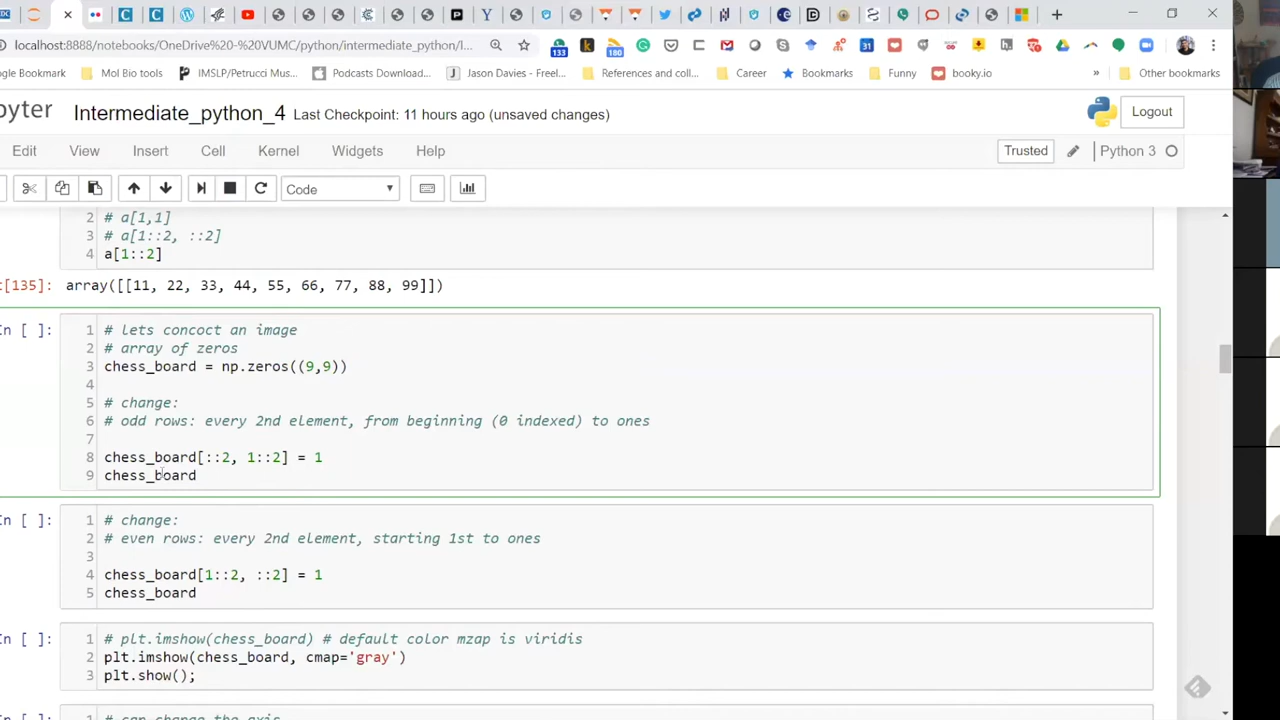 localhost:8888/notebooks/OneDrive%20-%20VUMC/python/intermediate_python/I...
133
180
31
Bookmark
Mol Bio tools
IMSLP/Petrucci Mus...
Podcasts Download...
Jason Davies - Freel...
References and coll...
Career
Bookmarks
Funny
booky.io
»
Other bookmarks
pyter
Intermediate_python_4
Last Checkpoint: 11 hours ago (unsaved changes)
Logout
Edit
View
Insert
Cell
Kernel
Widgets
Help
Trusted
Python 3
Code
2 # a[1,1]
3 # a[1::2, ::2]
4 a[1::2]
t[135]: array([[11, 22, 33, 44, 55, 66, 77, 88, 99]])
In [ ]:
1 # lets concoct an image
2 # array of zeros
3 chess_board = np.zeros((9,9))
4
5 # change:
6 # odd rows: every 2nd element, from beginning (0 indexed) to ones
7
8 chess_board[::2, 1::2] = 1
9 chess_board
In [ ]:
1 # change:
2 # even rows: every 2nd element, starting 1st to ones
3
4 chess_board[1::2, ::2] = 1
5 chess_board
In [ ]:
1 # plt.imshow(chess_board) # default color mzap is viridis
2 plt.imshow(chess_board, cmap='gray')
3 plt.show();
1 # can change the axis